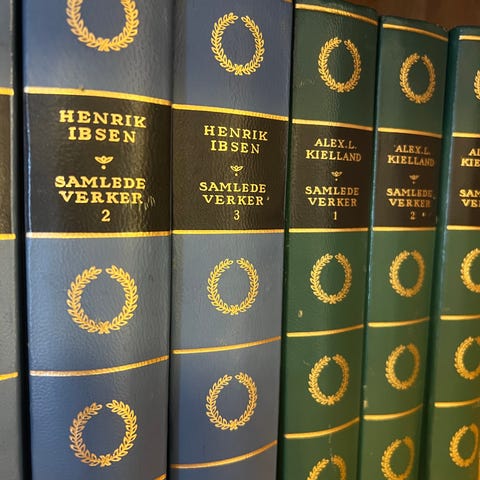 HENRIK
IBSEN
SAMLEDE
VERKER
2
HENRIK
IBSEN
SAMLEDE
VERKER
3
ALEX.L.
KIELLAND
SAMLEDE
VERKER
1
ALEX.L.
KIELLAND
SAMLEDE
VERKER
2